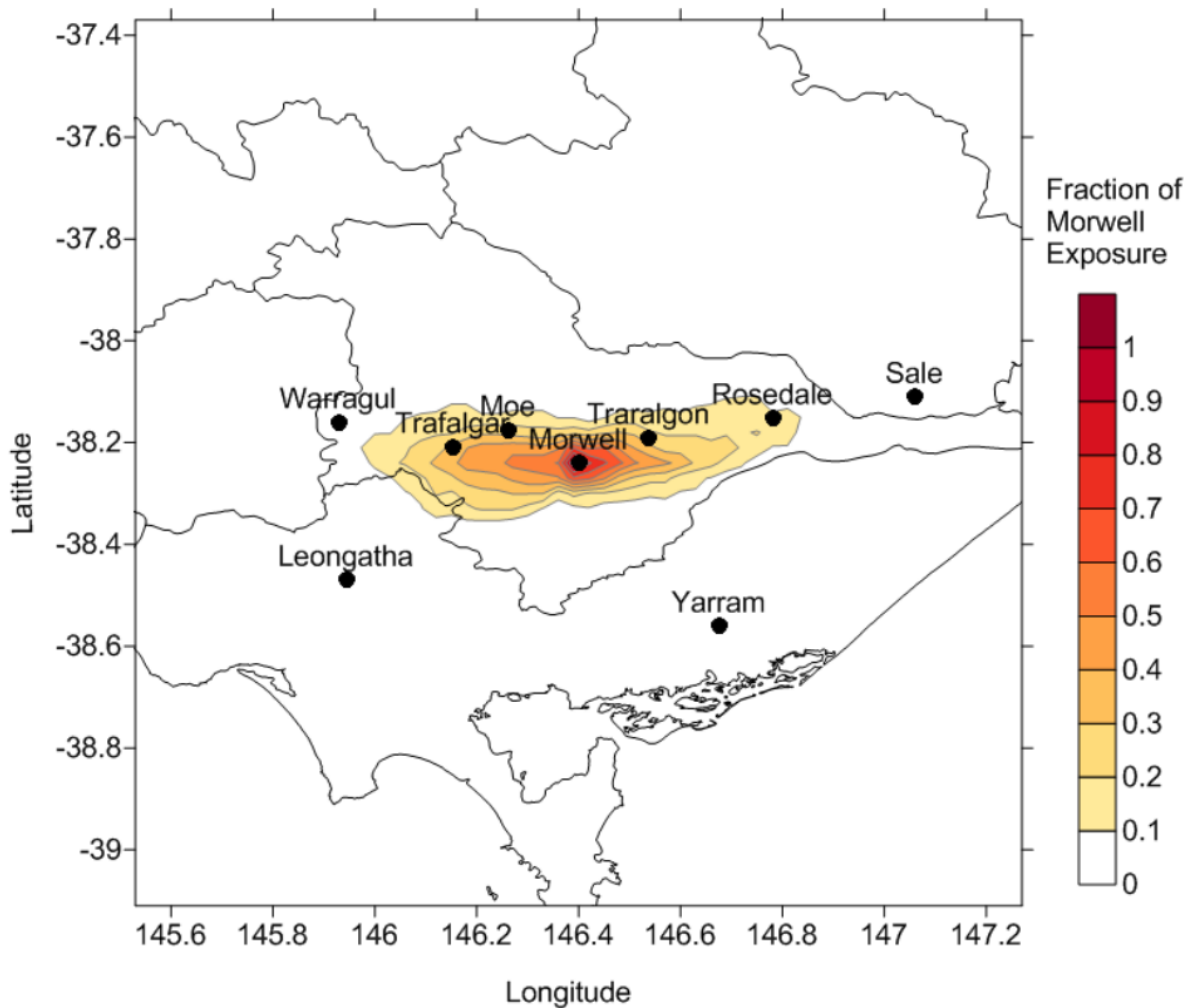 -37.4
-37.6
-37.8
-38
-38.2
-38.4
-38.6
-38.8
-39
Latitude
Warragul
Trafalgar
Moe
Morwell
Traralgon
Rosedale
Sale
Leongatha
Yarram
145.6 145.8 146 146.2 146.4 146.6 146.8 147 147.2
Longitude
Fraction of
Morwell
Exposure
1
0.9
0.8
0.7
0.6
0.5
0.4
0.3
0.2
0.1
0